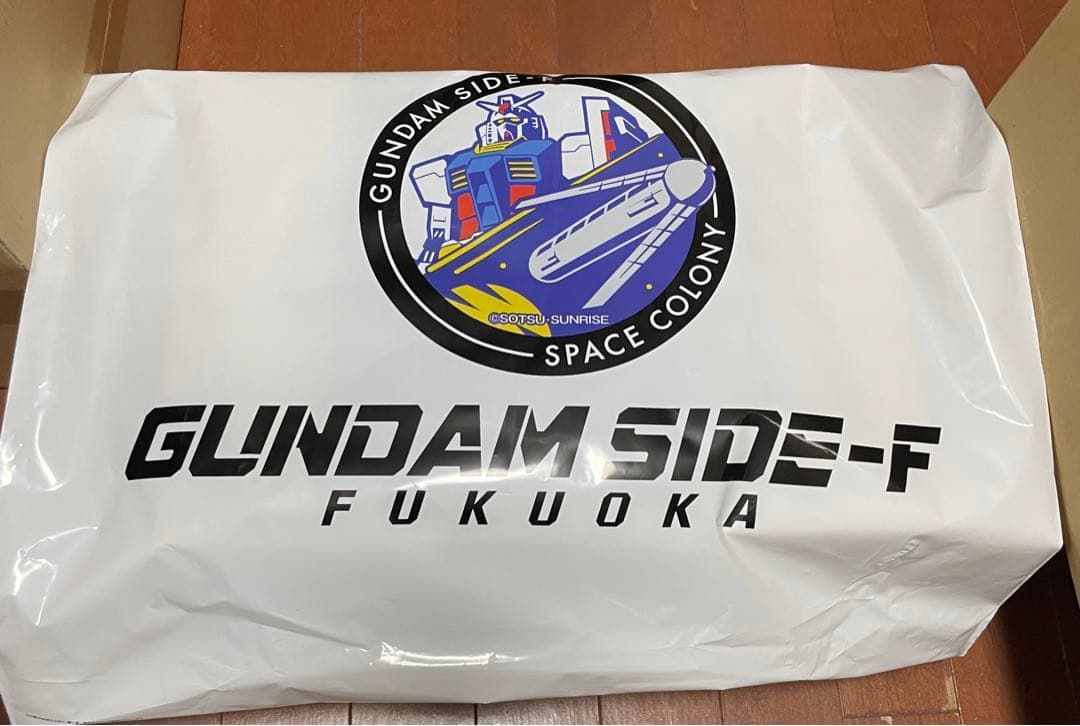 GUNDAM SIDE-F
SPACE COLONY
©SOTSU·SUNRISE
GUNDAM SIDE-F
FUKUOKA